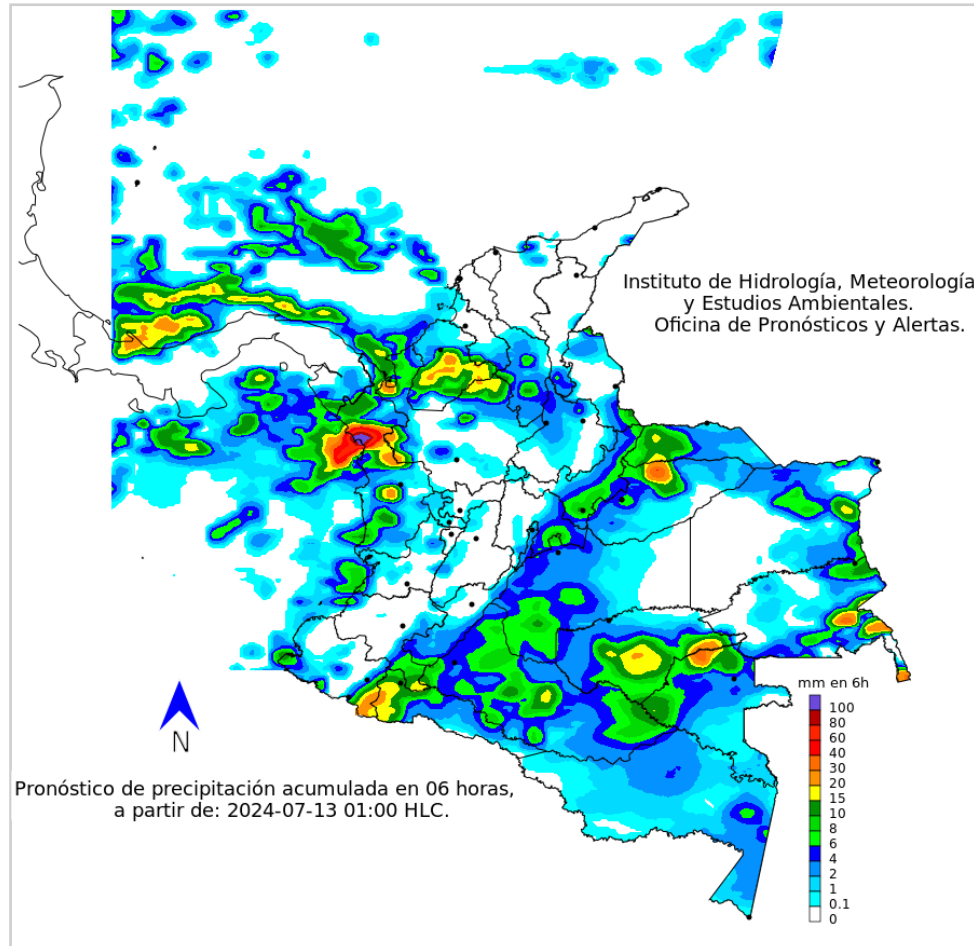 Instituto de Hidrología, Meteorología
y Estudios Ambientales.
Oficina de Pronósticos y Alertas.
mm en 6h
100
80
60
40
30
20
15
10
8
6
4
2
1
0.1
0
N
Pronóstico de precipitación acumulada en 06 horas,
a partir de: 2024-07-13 01:00 HLC.